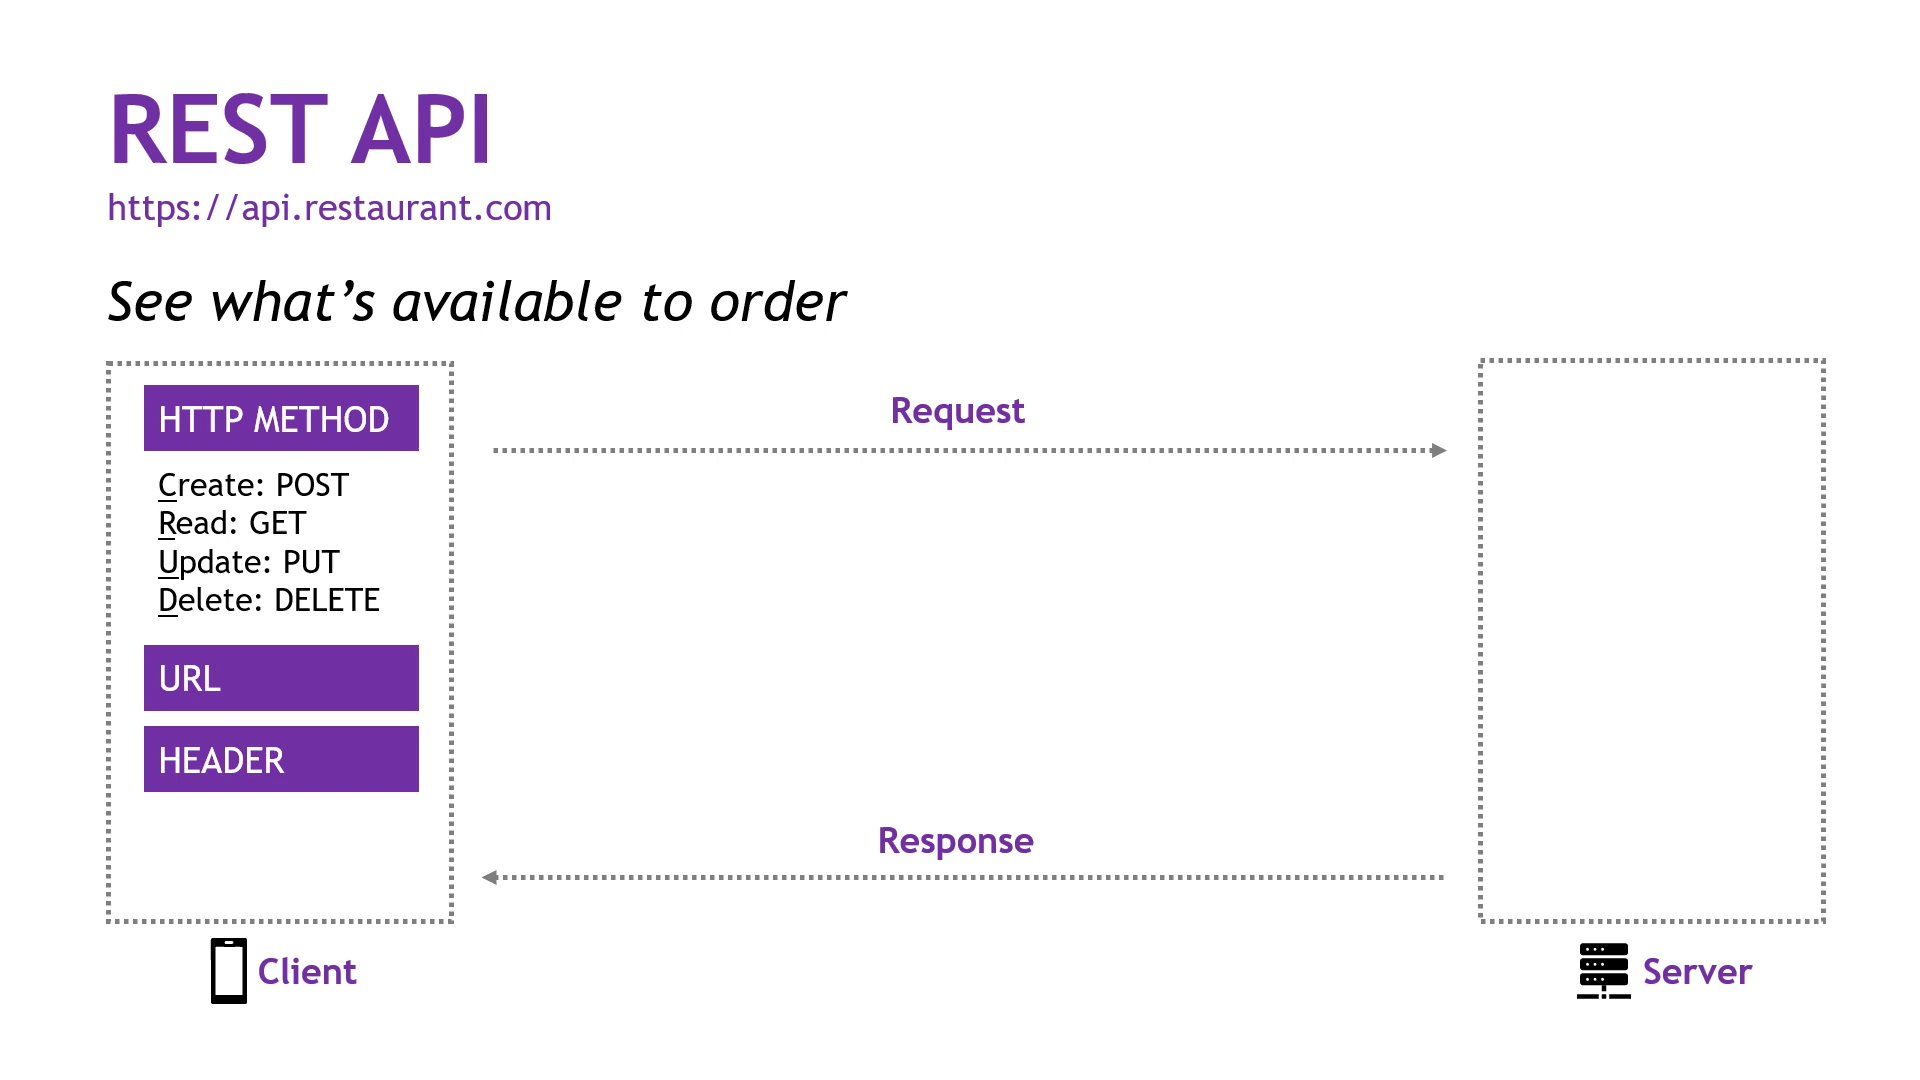 REST API
https://api.restaurant.com
See what’s available to order
HTTP METHOD
Create: POST
Read: GET
Update: PUT
Delete: DELETE
URL
HEADER
Request
Response
Client
Server